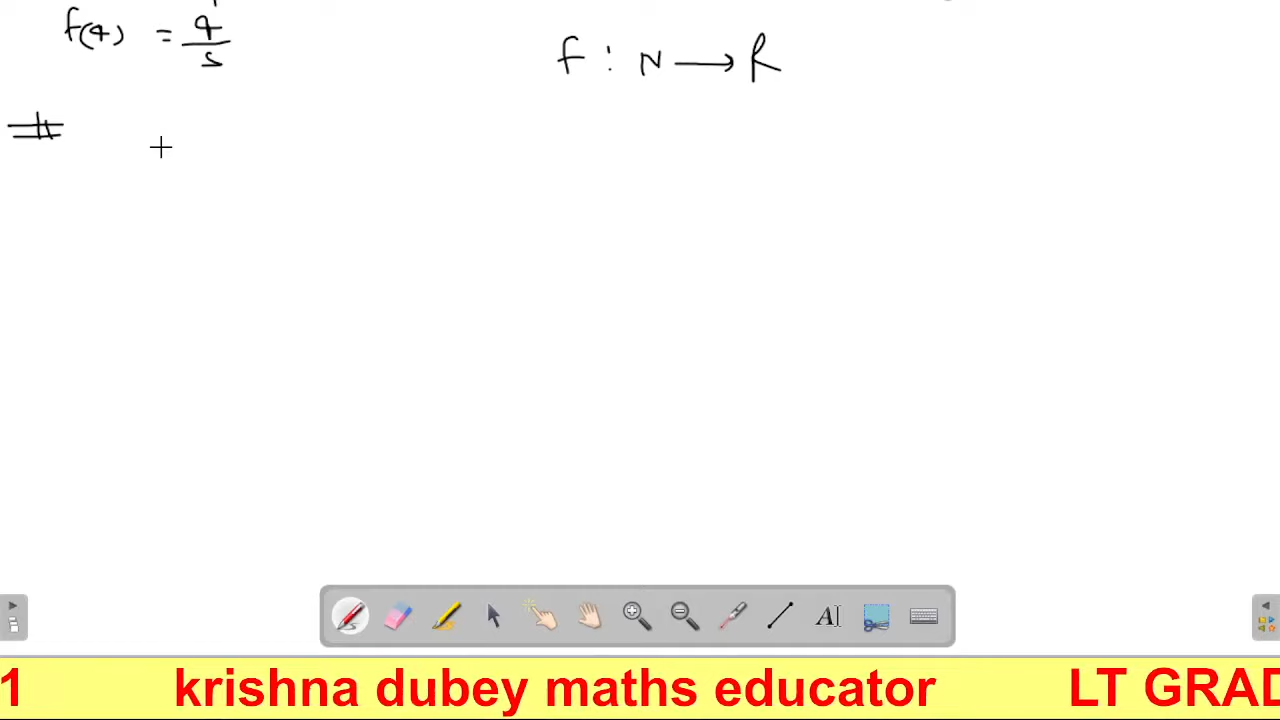 f(4) = 4/5
f : N ⟶ R
#
1 krishna dubey maths educator LT GRAD